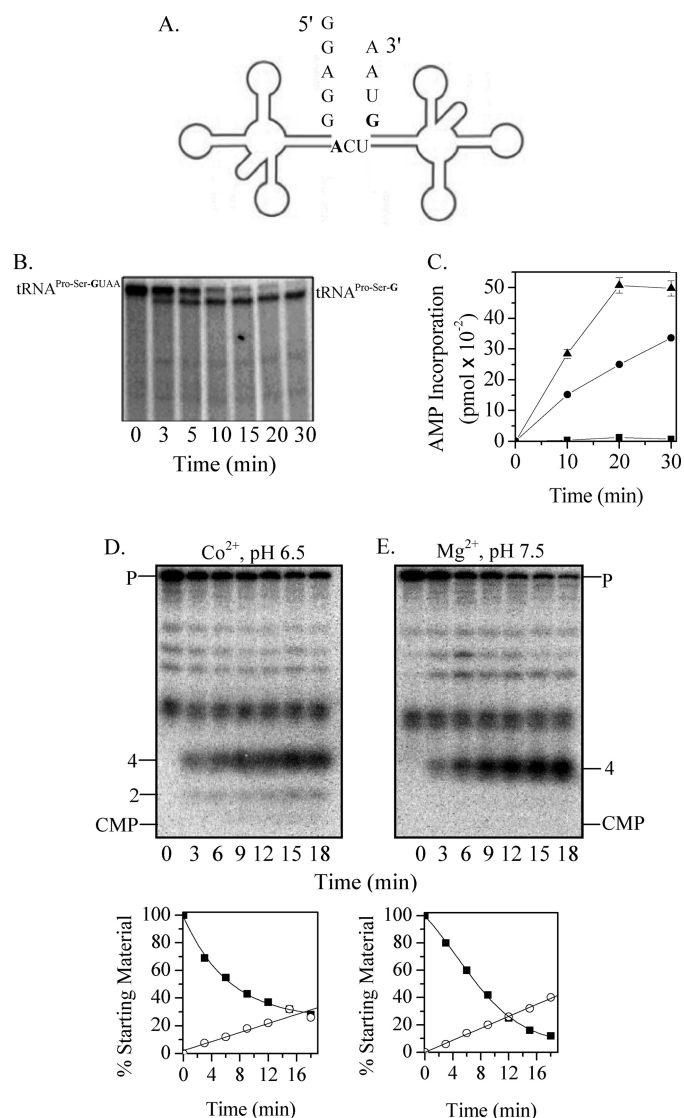 A.
5' G
G A 3'
A A
G U
G G
ACU
B.
tRNA^Pro-Ser-GUAA
tRNA^Pro-Ser-G
0 3 5 10 15 20 30
Time (min)
C.
AMP Incorporation
(pmol x 10^-2)
50
40
30
20
10
0
0 10 20 30
Time (min)
D.
Co2+, pH 6.5
P
4
2
CMP
0 3 6 9 12 15 18
E.
Mg2+, pH 7.5
P
4
CMP
0 3 6 9 12 15 18
Time (min)
% Starting Material
100
80
60
40
20
0
0 4 8 12 16
Time (min)
% Starting Material
100
80
60
40
20
0
0 4 8 12 16
Time (min)